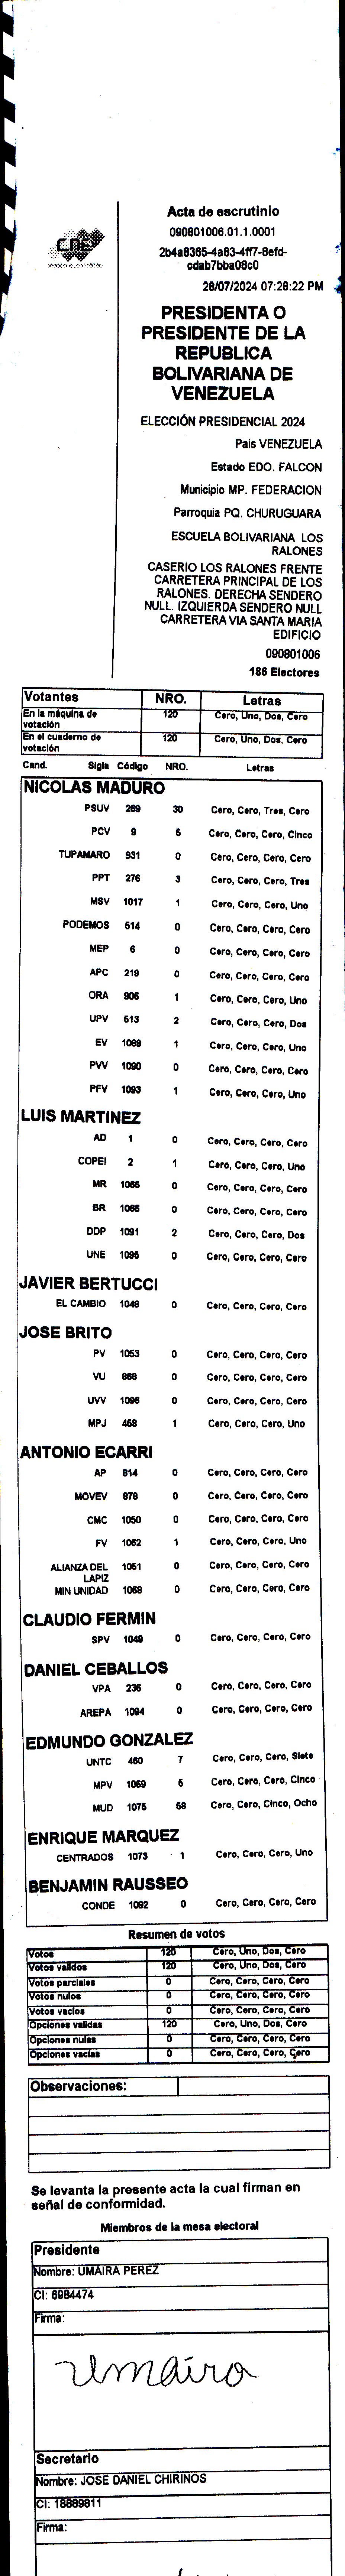 CNE
Acta de escrutinio
090801006.01.1.0001
2b4a8365-4a83-4ff7-8efd-
cdab7bba08c0
28/07/2024 07:28:22 PM
PRESIDENTA O
PRESIDENTE DE LA
REPUBLICA
BOLIVARIANA DE
VENEZUELA
ELECCIÓN PRESIDENCIAL 2024
Pais VENEZUELA
Estado EDO. FALCON
Municipio MP. FEDERACION
Parroquia PQ. CHURUGUARA
ESCUELA BOLIVARIANA LOS
RALONES
CASERIO LOS RALONES FRENTE
CARRETERA PRINCIPAL DE LOS
RALONES. DERECHA SENDERO
NULL. IZQUIERDA SENDERO NULL
CARRETERA VIA SANTA MARIA
EDIFICIO
090801006
186 Electores
Votantes NRO. Letras
En la máquina de votación 120 Cero, Uno, Dos, Cero
En el cuaderno de votación 120 Cero, Uno, Dos, Cero
Cand. Sigla Código NRO. Letras
NICOLAS MADURO
PSUV 269 30 Cero, Cero, Tres, Cero
PCV 9 5 Cero, Cero, Cero, Cinco
TUPAMARO 931 0 Cero, Cero, Cero, Cero
PPT 276 3 Cero, Cero, Cero, Tres
MSV 1017 1 Cero, Cero, Cero, Uno
PODEMOS 514 0 Cero, Cero, Cero, Cero
MEP 6 0 Cero, Cero, Cero, Cero
APC 219 0 Cero, Cero, Cero, Cero
ORA 906 1 Cero, Cero, Cero, Uno
UPV 513 2 Cero, Cero, Cero, Dos
EV 1089 1 Cero, Cero, Cero, Uno
PVV 1090 0 Cero, Cero, Cero, Cero
PFV 1093 1 Cero, Cero, Cero, Uno
LUIS MARTINEZ
AD 1 0 Cero, Cero, Cero, Cero
COPEI 2 1 Cero, Cero, Cero, Uno
MR 1065 0 Cero, Cero, Cero, Cero
BR 1066 0 Cero, Cero, Cero, Cero
DDP 1091 2 Cero, Cero, Cero, Dos
UNE 1095 0 Cero, Cero, Cero, Cero
JAVIER BERTUCCI
EL CAMBIO 1048 0 Cero, Cero, Cero, Cero
JOSE BRITO
PV 1053 0 Cero, Cero, Cero, Cero
VU 868 0 Cero, Cero, Cero, Cero
UVV 1096 0 Cero, Cero, Cero, Cero
MPJ 458 1 Cero, Cero, Cero, Uno
ANTONIO ECARRI
AP 814 0 Cero, Cero, Cero, Cero
MOVEV 878 0 Cero, Cero, Cero, Cero
CMC 1050 0 Cero, Cero, Cero, Cero
FV 1062 1 Cero, Cero, Cero, Uno
ALIANZA DEL LAPIZ 1051 0 Cero, Cero, Cero, Cero
MIN UNIDAD 1068 0 Cero, Cero, Cero, Cero
CLAUDIO FERMIN
SPV 1049 0 Cero, Cero, Cero, Cero
DANIEL CEBALLOS
VPA 236 0 Cero, Cero, Cero, Cero
AREPA 1094 0 Cero, Cero, Cero, Cero
EDMUNDO GONZALEZ
UNTC 460 7 Cero, Cero, Cero, Siete
MPV 1069 5 Cero, Cero, Cero, Cinco
MUD 1075 58 Cero, Cero, Cinco, Ocho
ENRIQUE MARQUEZ
CENTRADOS 1073 1 Cero, Cero, Cero, Uno
BENJAMIN RAUSSEO
CONDE 1092 0 Cero, Cero, Cero, Cero
Resumen de votos
Votos 120 Cero, Uno, Dos, Cero
Votos validos 120 Cero, Uno, Dos, Cero
Votos parciales 0 Cero, Cero, Cero, Cero
Votos nulos 0 Cero, Cero, Cero, Cero
Votos vacíos 0 Cero, Cero, Cero, Cero
Opciones validas 120 Cero, Uno, Dos, Cero
Opciones nulas 0 Cero, Cero, Cero, Cero
Opciones vacías 0 Cero, Cero, Cero, Cero
Observaciones:
Se levanta la presente acta la cual firman en
señal de conformidad.
Miembros de la mesa electoral
Presidente
Nombre: UMAIRA PEREZ
CI: 6984474
Firma:
Umaira
Secretario
Nombre: JOSE DANIEL CHIRINOS
CI: 18889811
Firma: